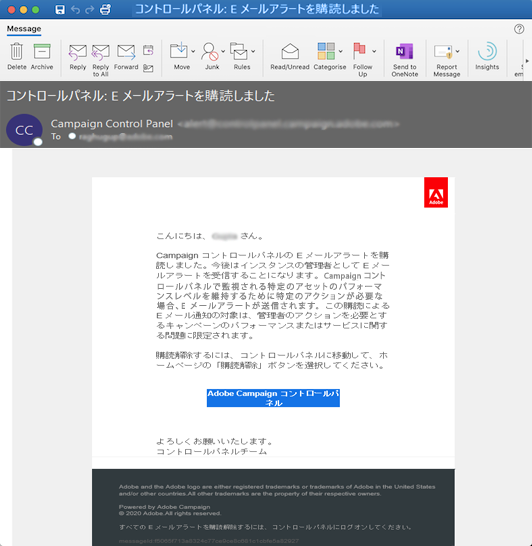 コントロールパネル: E メールアラートを購読しました
Message
Delete
Archive
Reply
Reply
to All
Forward
Move
Junk
Rules
Read/Unread
Categorise
Follow
Up
Send to
OneNote
Report
Message
Insights
コントロールパネル: E メールアラートを購読しました
CC
Campaign Control Panel
To
Adobe
こんにちは、 さん。
Campaign コントロールパネルの E メールアラートを購
読しました。今後はインスタンスの管理者として E メー
ルアラートを受信することになります。Campaign コント
ロールパネルで監視される特定のアセットのパフォーマ
ンスレベルを維持するために特定のアクションが必要な
場合、E メールアラートが送信されます。この購読による
E メール通知の対象は、管理者のアクションを必要とす
るキャンペーンのパフォーマンスまたはサービスに関す
る問題に限定されます。
購読解除するには、コントロールパネルに移動して、ホ
ームページの「購読解除」ボタンを選択してください。
Adobe Campaign コントロールパ
ネル
よろしくお願いいたします。
コントロールパネルチーム
Adobe and the Adobe logo are either registered trademarks or trademarks of Adobe in the United States
and/or other countries.All other trademarks are the property of their respective owners.
Powered by Adobe Campaign
© 2020 Adobe.All rights reserved.
すべての E メールアラートを購読解除するには、コントロールパネルにログオンしてください。